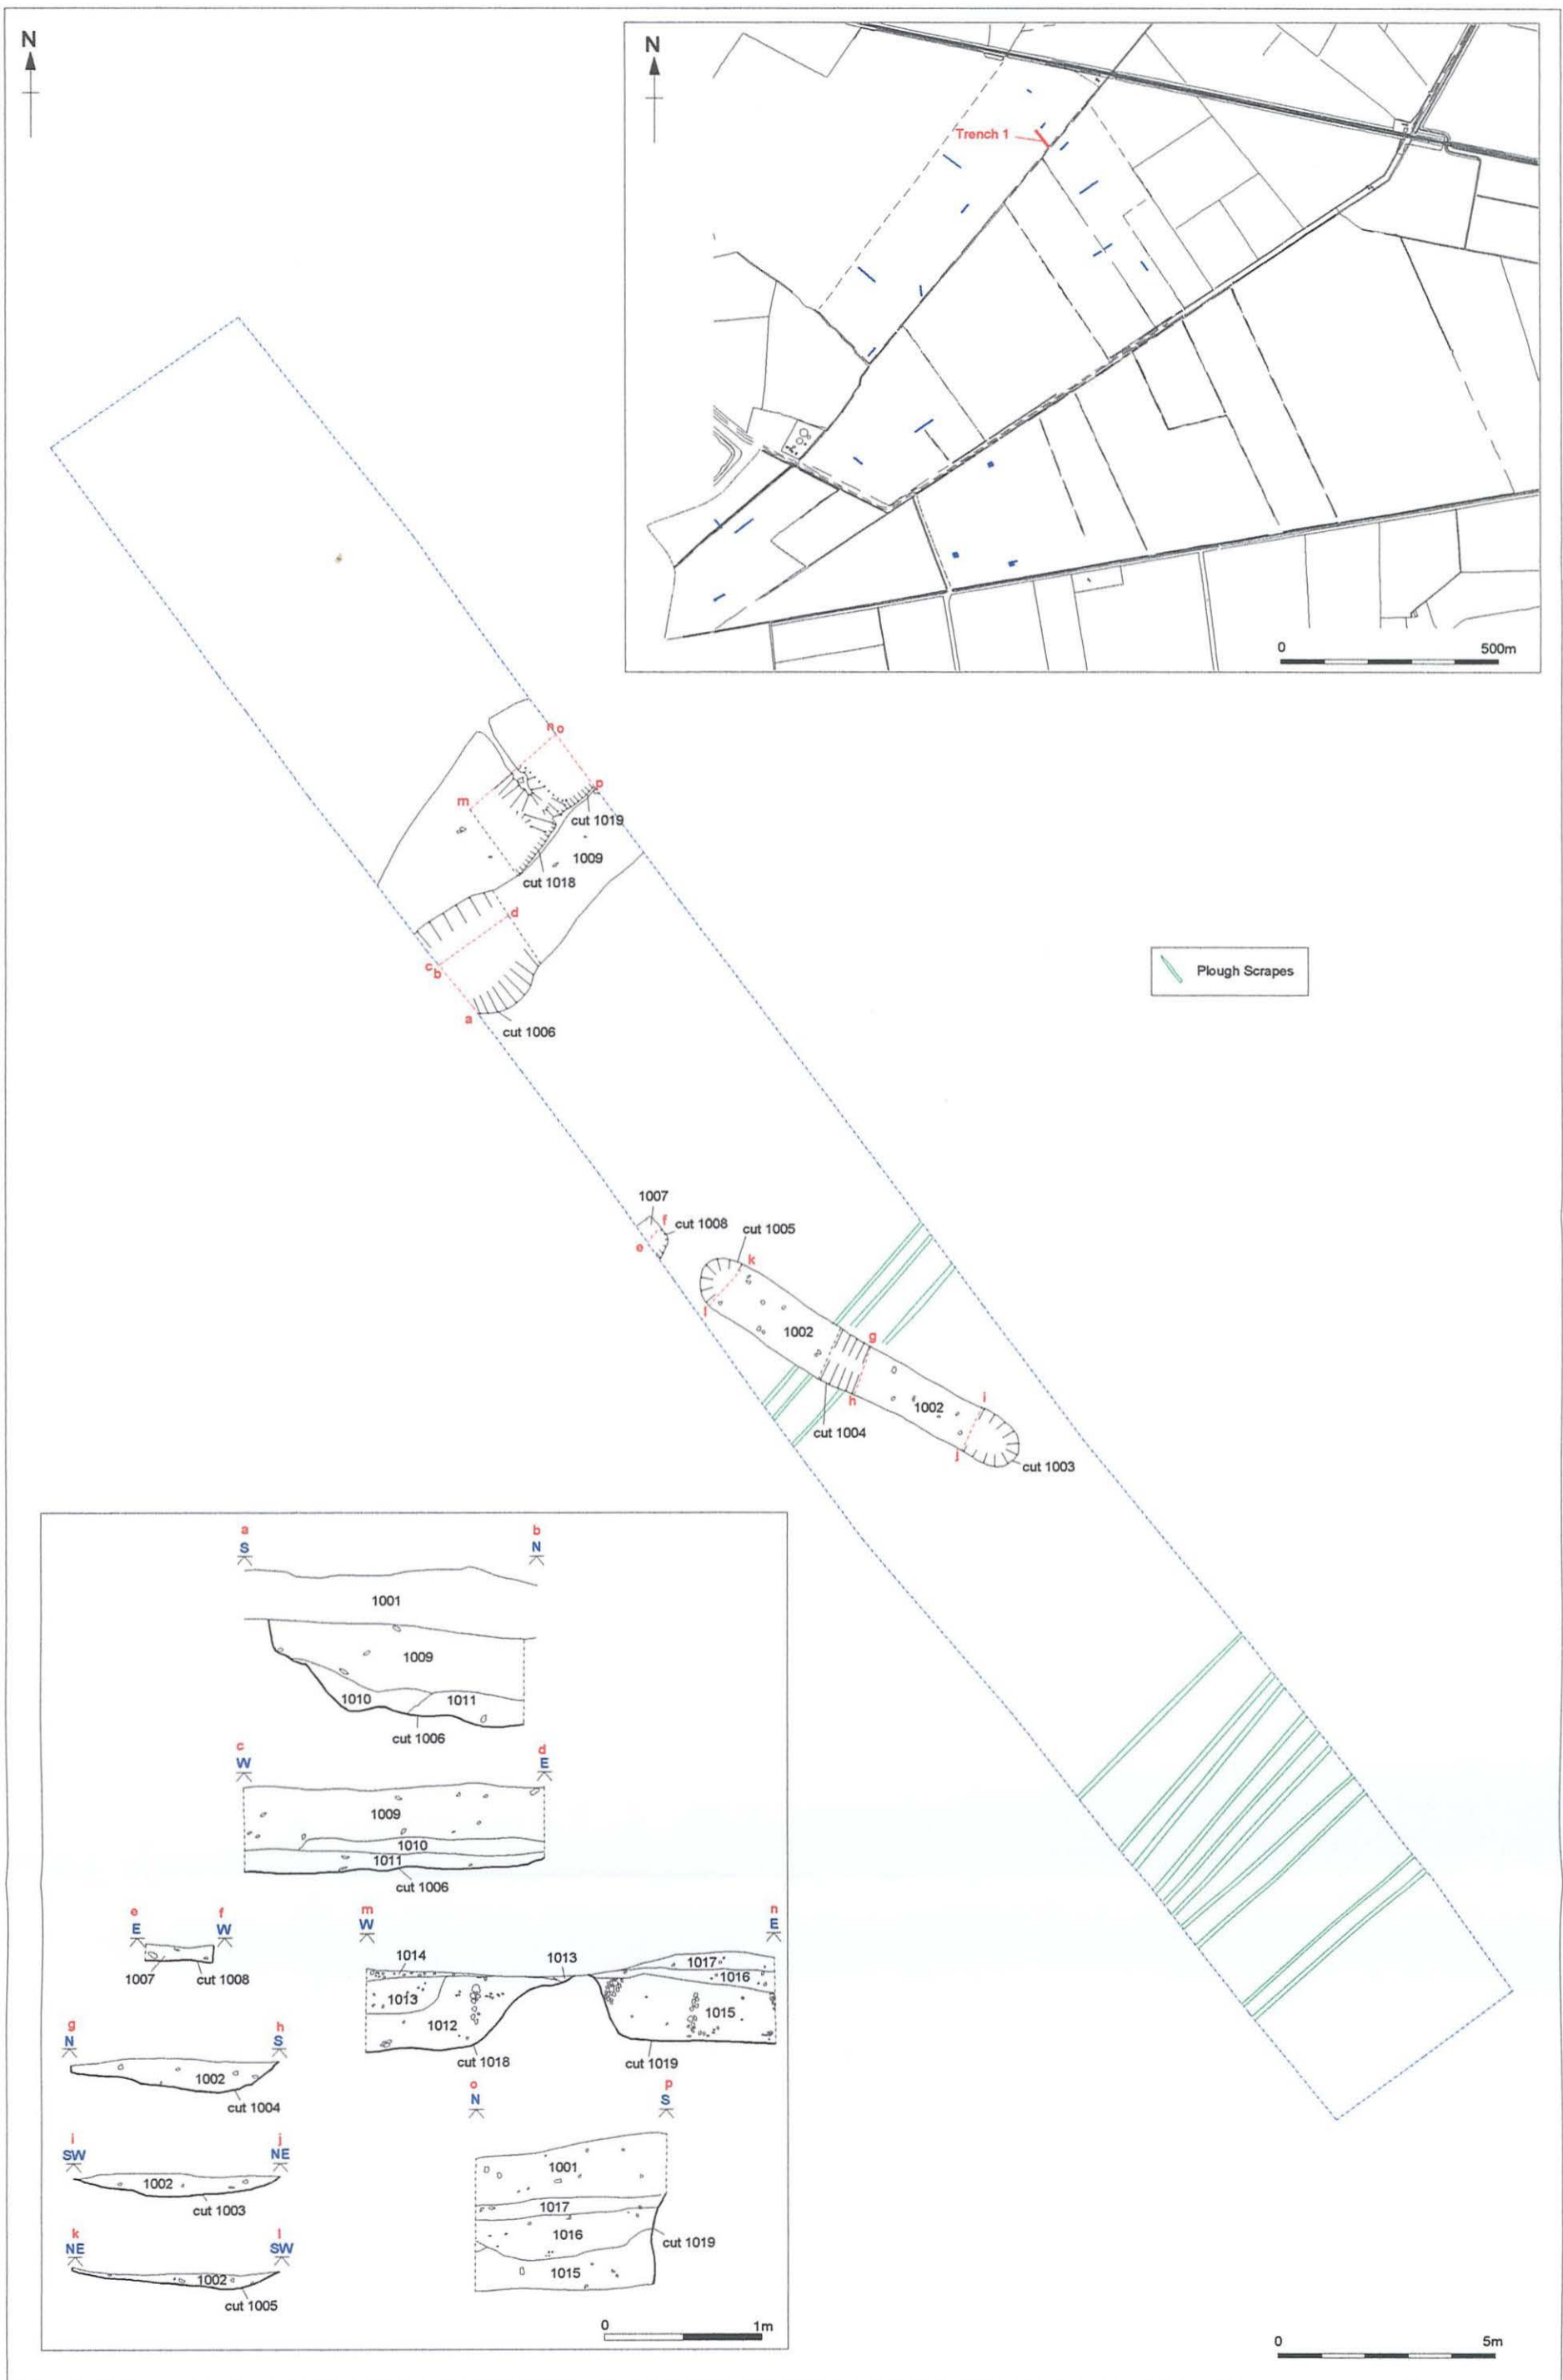 N
N
Trench 1
0 500m
n o
m
p
cut 1019
1009
cut 1018
d
c b
a
cut 1006
Plough Scrapes
1007
f
cut 1008
e
cut 1005
k
l
1002
g
h
cut 1004
i
1002
j
cut 1003
a b
S N
1001
1009
1010 1011
cut 1006
c d
W E
1009
1010
1011
cut 1006
e f
E W
1007 cut 1008
m n
W E
1014 1013 1017
1013 1016
1012 1015
cut 1018 cut 1019
g h
N S
1002
cut 1004
o p
N S
1001
1017
1016
cut 1019
1015
i j
SW NE
1002
cut 1003
k l
NE SW
1002
cut 1005
0 1m
0 5m